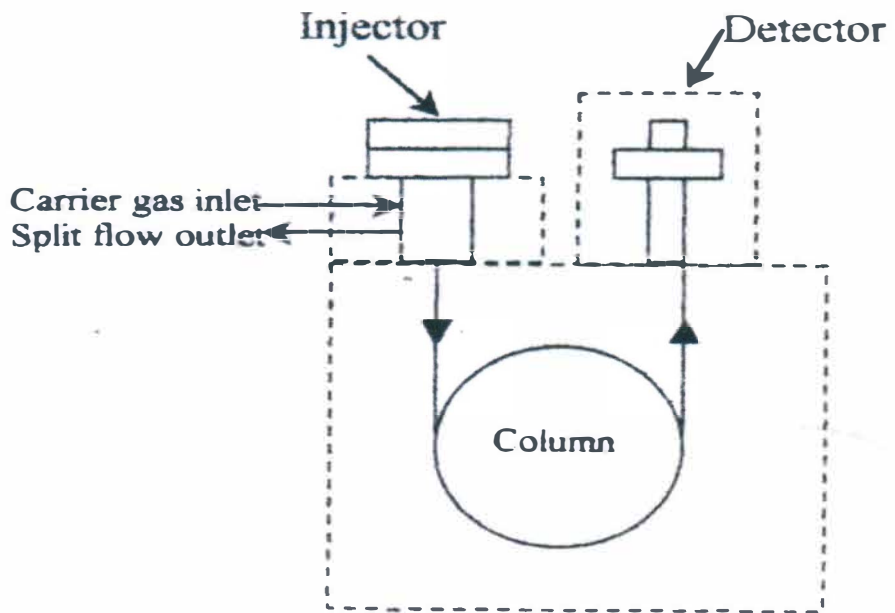 Injector
Detector
Carrier gas inlet
Split flow outlet
Column